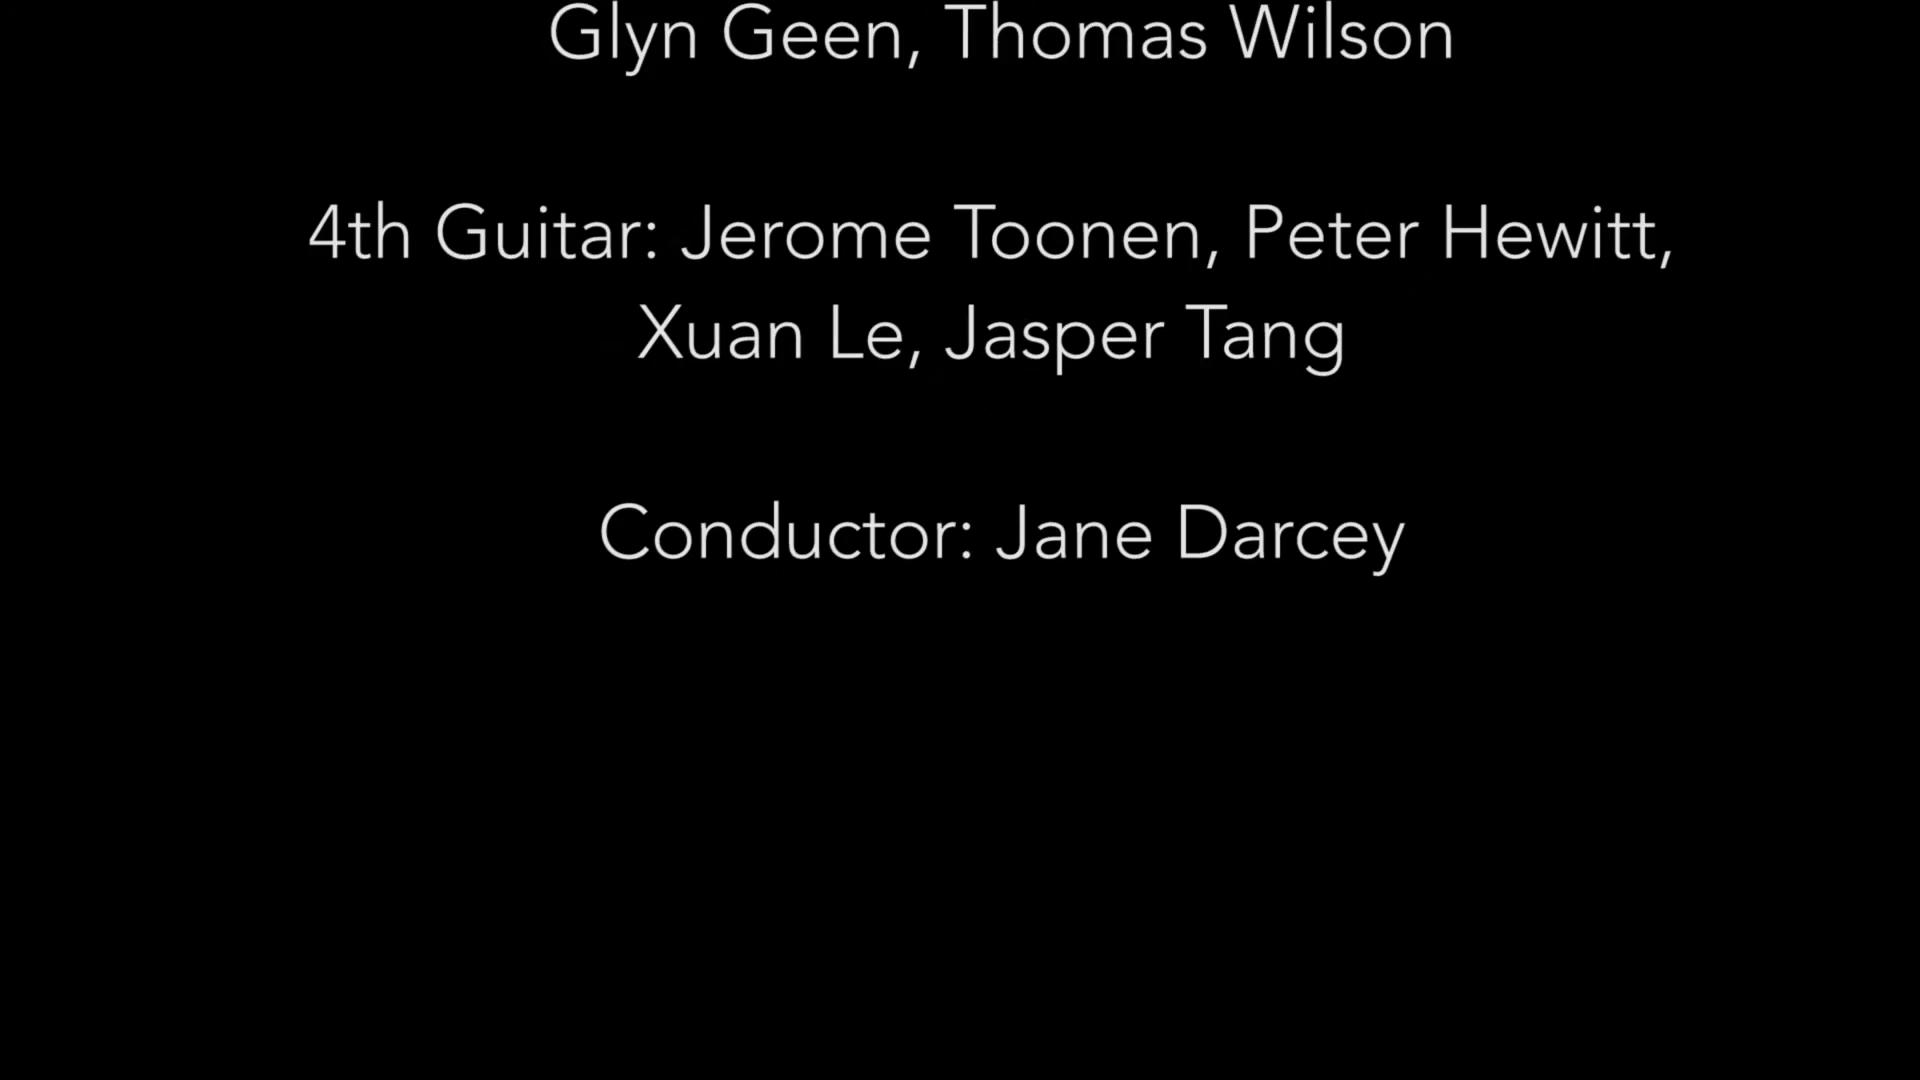 Glyn Geen, Thomas Wilson
4th Guitar: Jerome Toonen, Peter Hewitt,
Xuan Le, Jasper Tang
Conductor: Jane Darcey